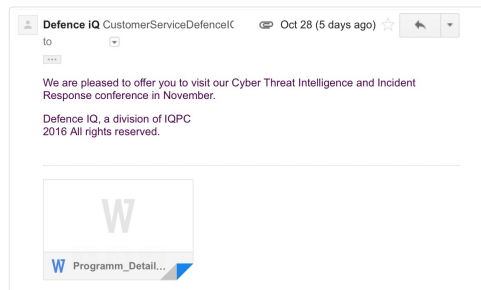 Defence iQ CustomerServiceDefenceI Oct 28 (5 days ago)
to
We are pleased to offer you to visit our Cyber Threat Intelligence and Incident
Response conference in November.
Defence IQ, a division of IQPC
2016 All rights reserved.
W
W Programm_Detail...